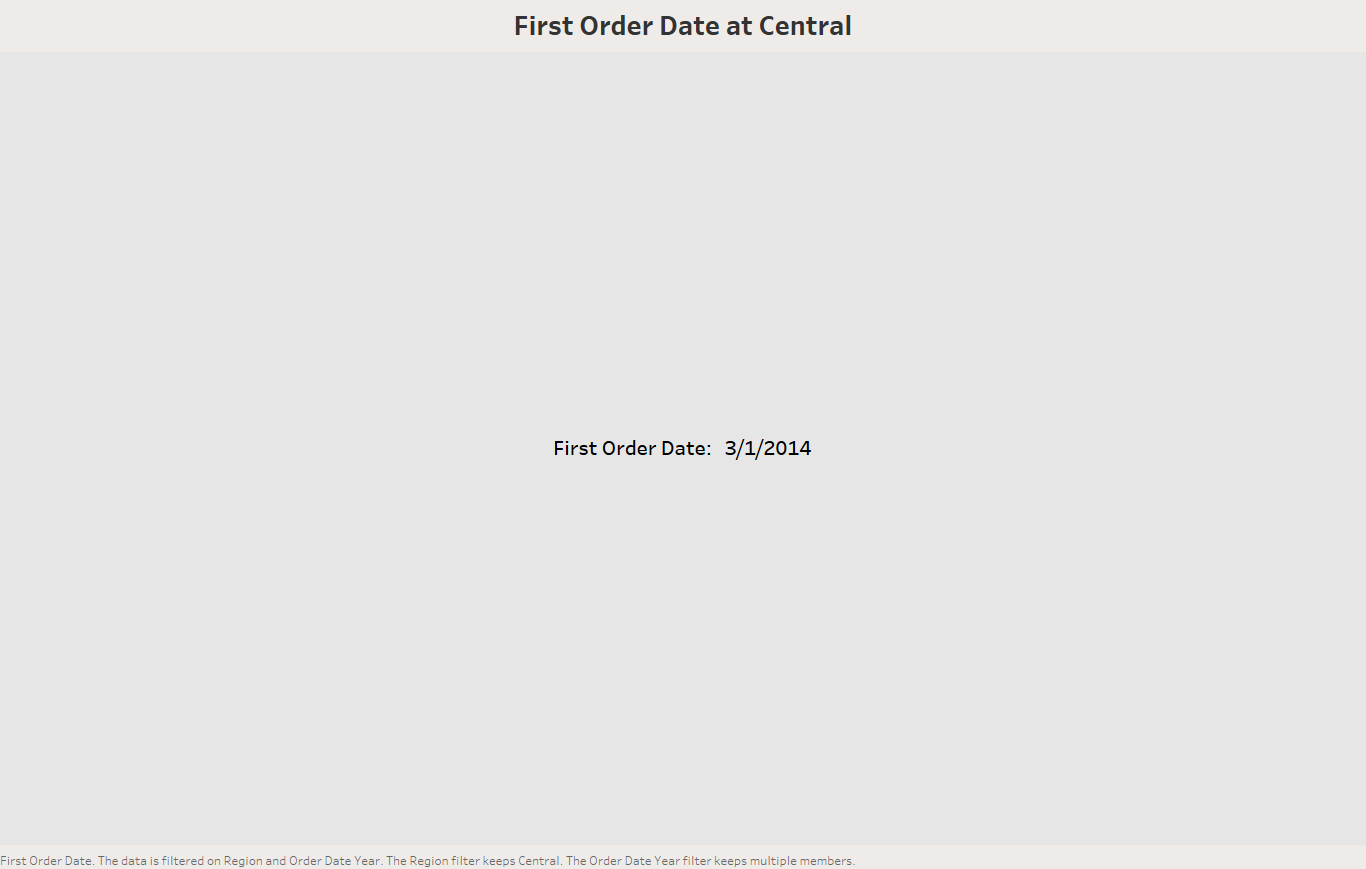 First Order Date at Central
First Order Date: 3/1/2014
First Order Date. The data is filtered on Region and Order Date Year. The Region filter keeps Central. The Order Date Year filter keeps multiple members.